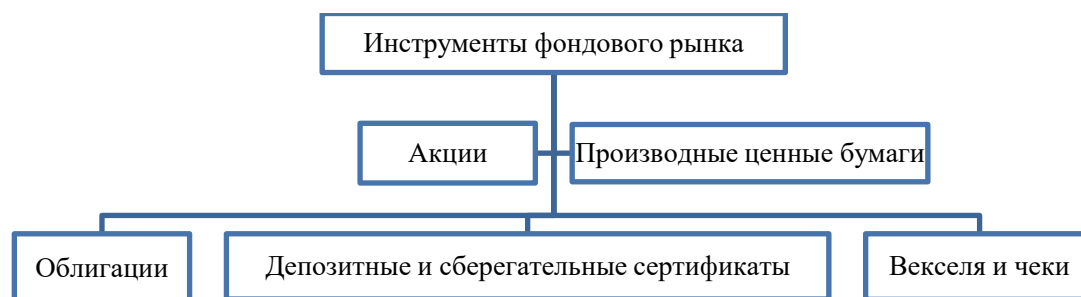 Инструменты фондового рынка
Акции
Производные ценные бумаги
Облигации
Депозитные и сберегательные сертификаты
Векселя и чеки